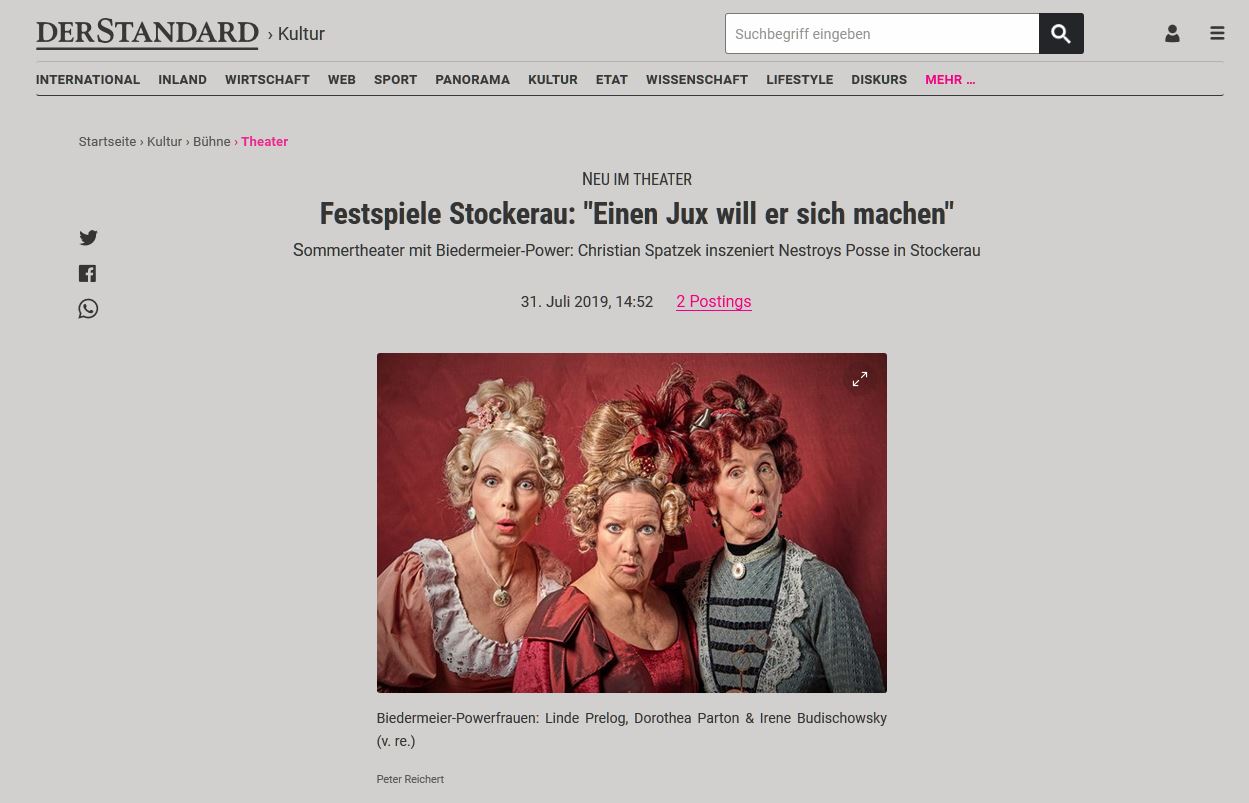 DERSTANDARD › Kultur
Suchbegriff eingeben
INTERNATIONAL INLAND WIRTSCHAFT WEB SPORT PANORAMA KULTUR ETAT WISSENSCHAFT LIFESTYLE DISKURS MEHR ...
Startseite › Kultur › Bühne › Theater
NEU IM THEATER
Festspiele Stockerau: "Einen Jux will er sich machen"
Sommertheater mit Biedermeier-Power: Christian Spatzek inszeniert Nestroys Posse in Stockerau
31. Juli 2019, 14:52 2 Postings
Biedermeier-Powerfrauen: Linde Prelog, Dorothea Parton & Irene Budischowsky
(v. re.)
Peter Reichert